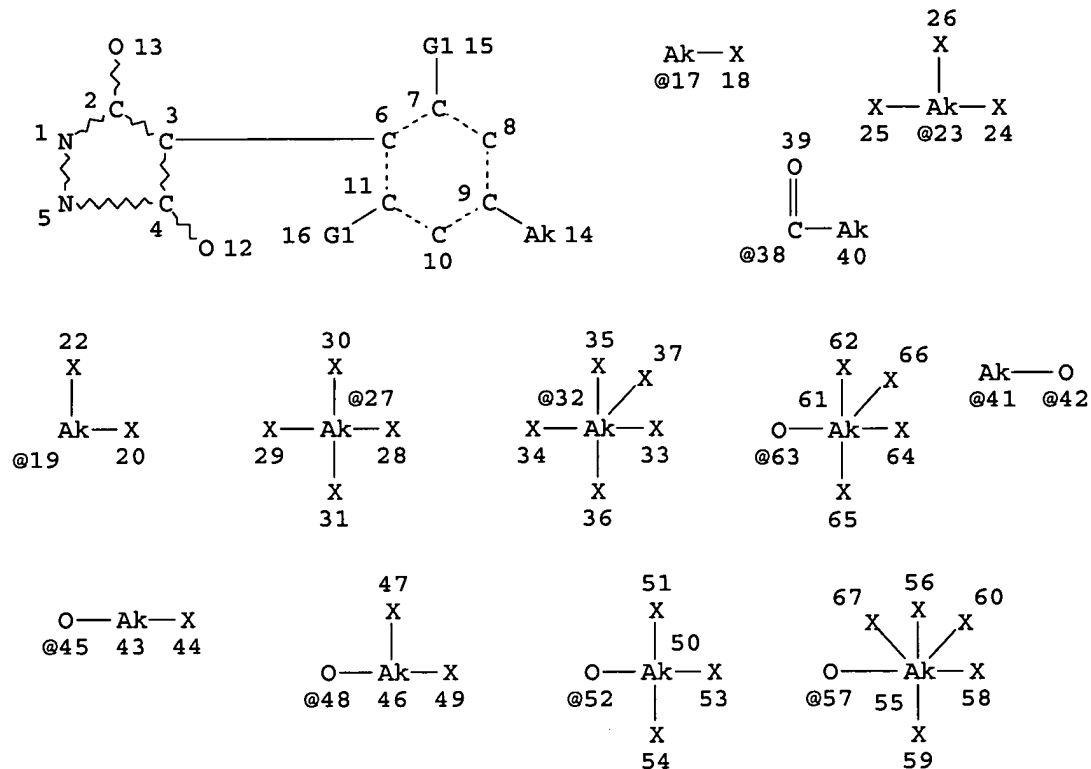 26
O 13 G1 15 Ak X X
@17 18
2 3 7 X Ak X
C C C 25 @23 24
1 6 8 39
N C C O
11 9
N C C C C Ak
5 4 16 G1 C Ak 14 @38 40
O 12 10
22 30 35 37 62 66
X X X X X X Ak O
@27 @32 61 @41 @42
Ak X X Ak X X Ak X O Ak X
@19 20 29 28 34 33 @63 64
X X X
31 36 65
47 51 67 56 60
O Ak X X X X X X
@45 43 44 50
O Ak X O Ak X O Ak X
@48 46 49 @52 53 @57 55 58
X X
54 59